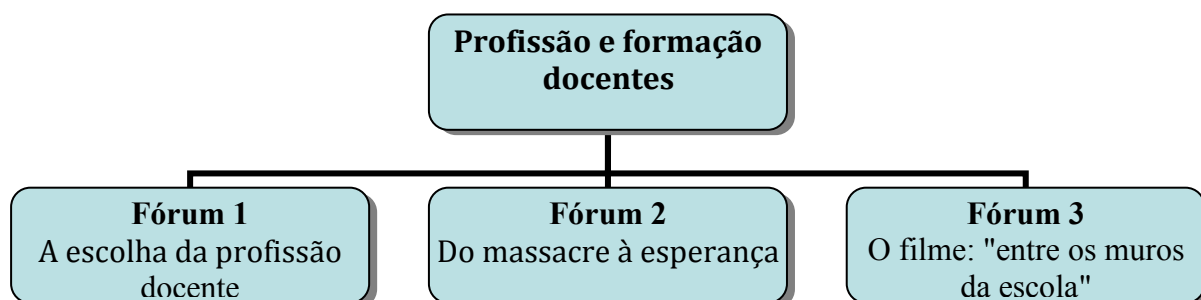 Profissão e formação
docentes
Fórum 1
A escolha da profissão
docente
Fórum 2
Do massacre à esperança
Fórum 3
O filme: "entre os muros
da escola"